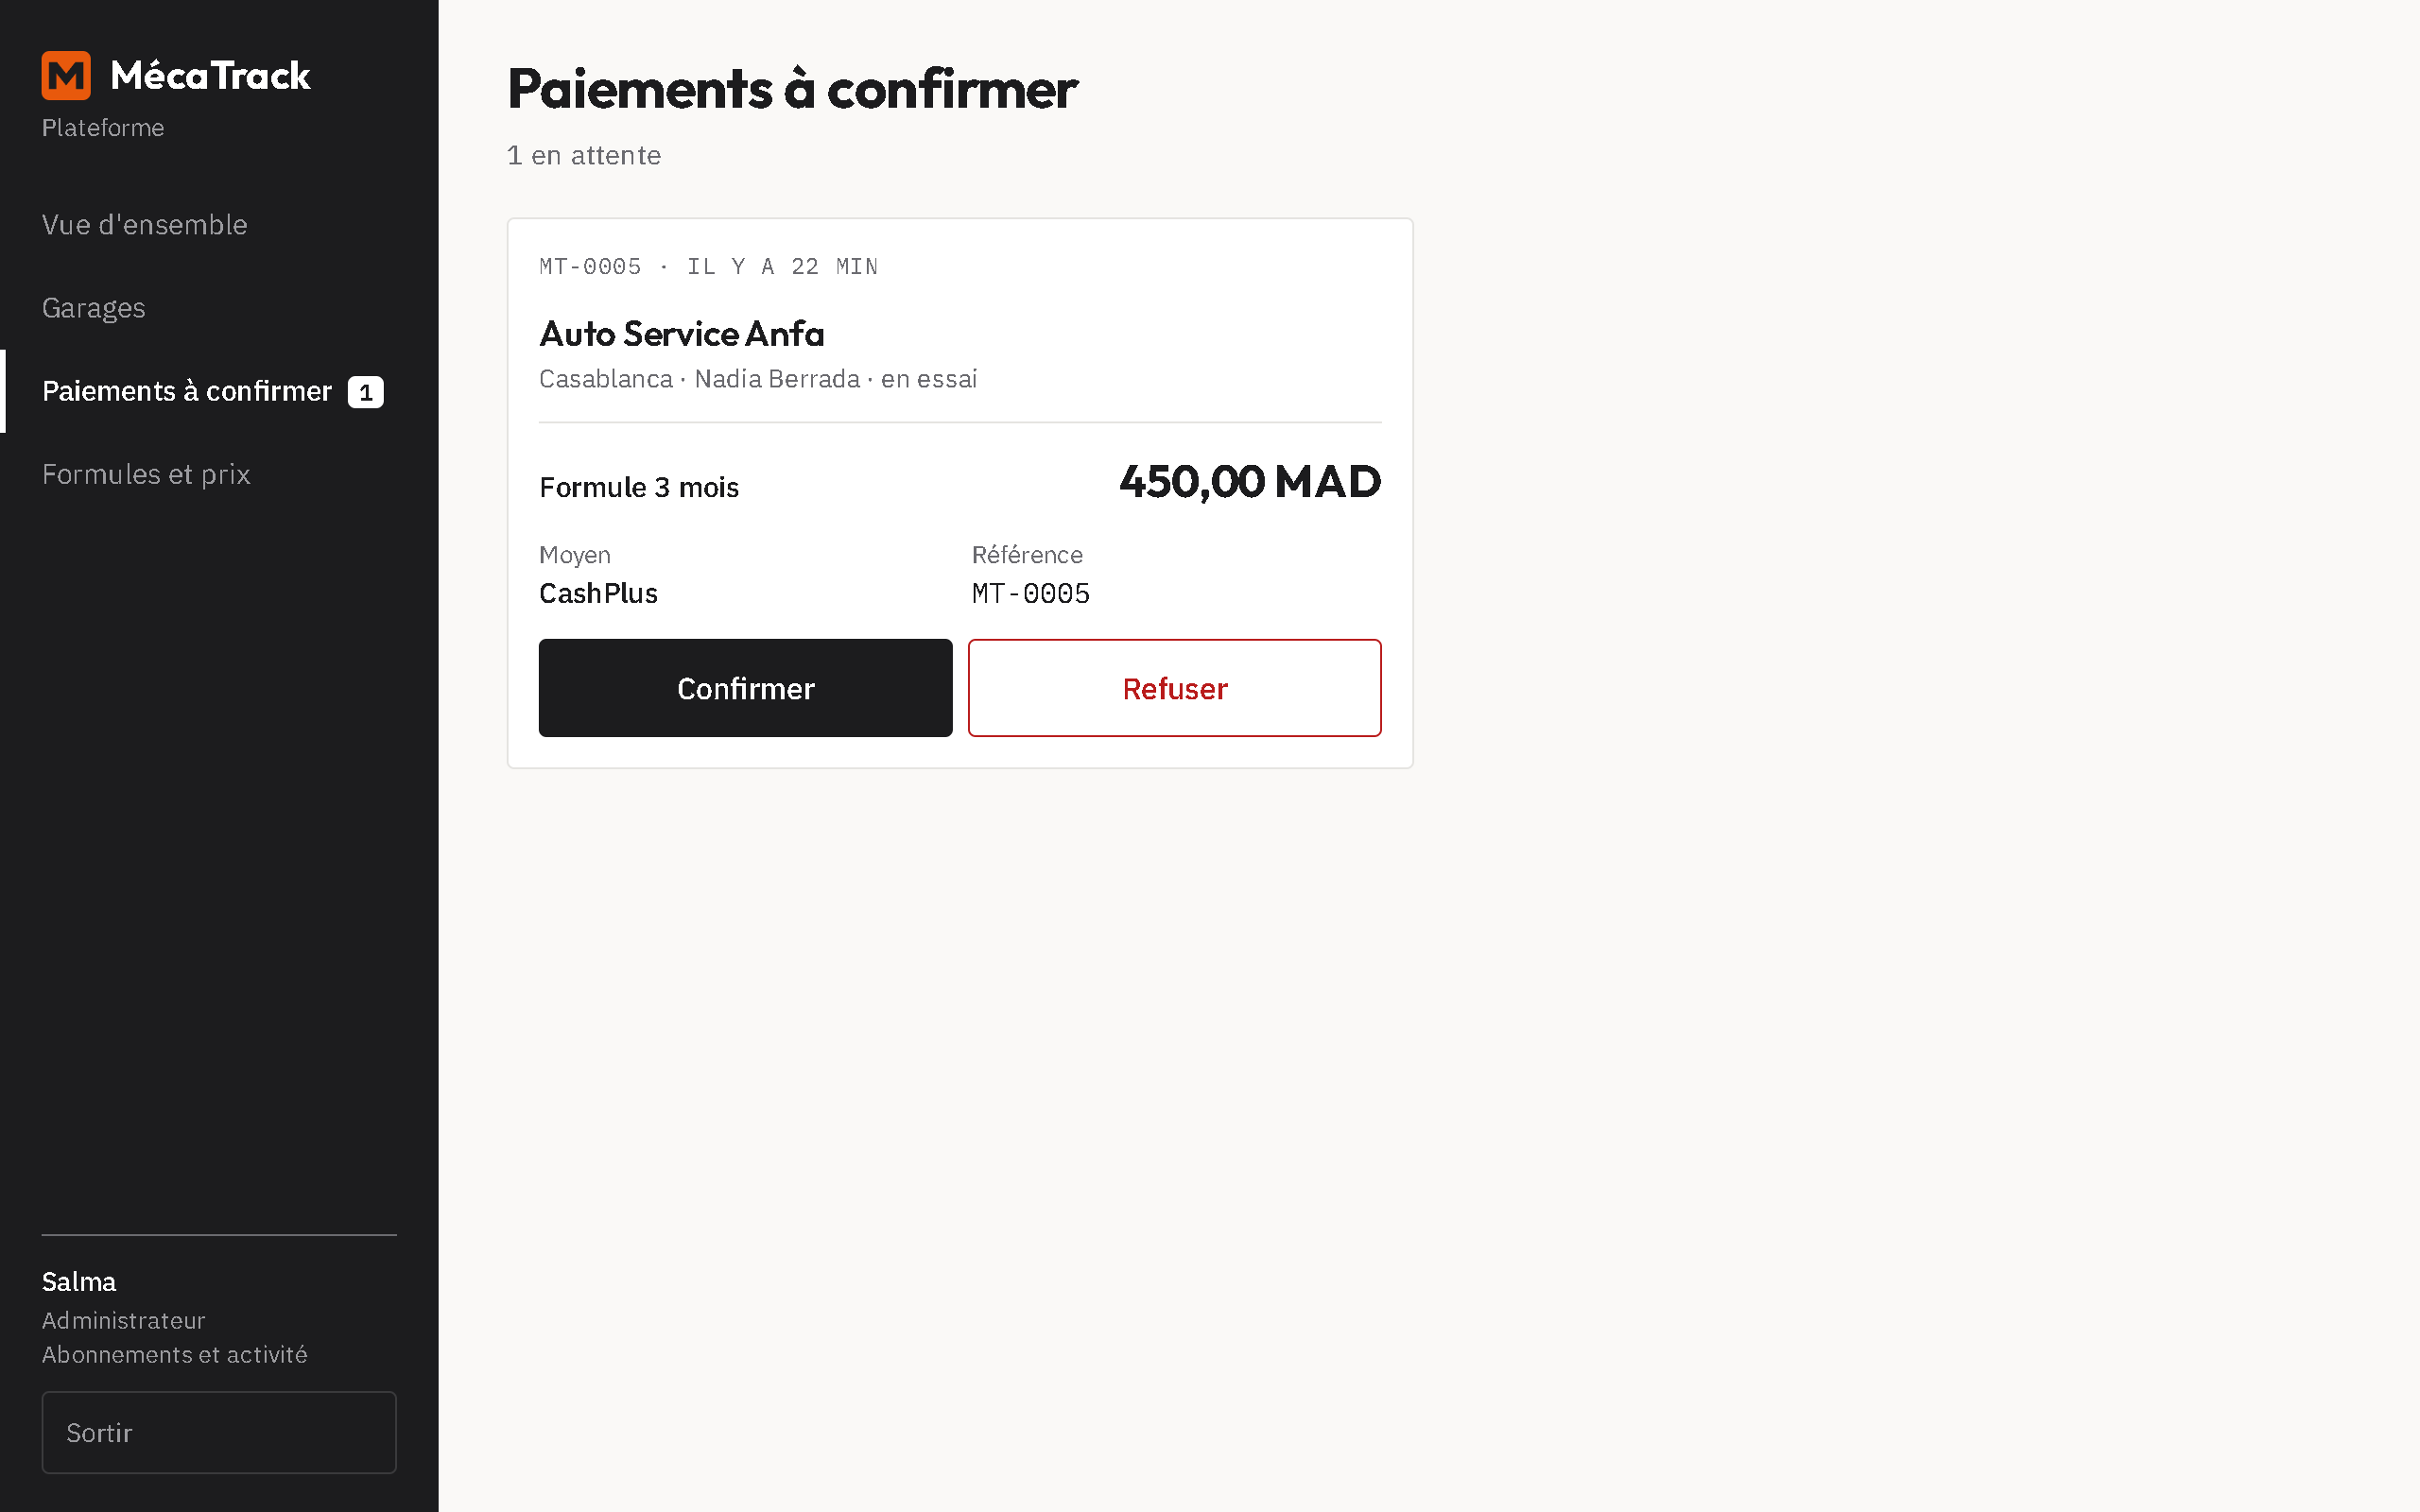 M MécaTrack
Plateforme
Vue d'ensemble
Garages
Paiements à confirmer 1
Formules et prix
Salma
Administrateur
Abonnements et activité
Sortir
Paiements à confirmer
1 en attente
MT-0005 · IL Y A 22 MIN
Auto Service Anfa
Casablanca · Nadia Berrada · en essai
Formule 3 mois 450,00 MAD
Moyen Référence
CashPlus MT-0005
Confirmer Refuser